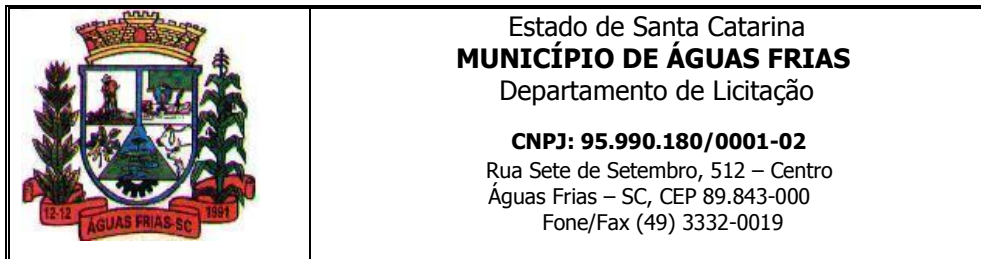 Estado de Santa Catarina
MUNICÍPIO DE ÁGUAS FRIAS
Departamento de Licitação
CNPJ: 95.990.180/0001-02
Rua Sete de Setembro, 512 – Centro
Águas Frias – SC, CEP 89.843-000
Fone/Fax (49) 3332-0019
12-12
ÁGUAS FRIAS-SC
1991